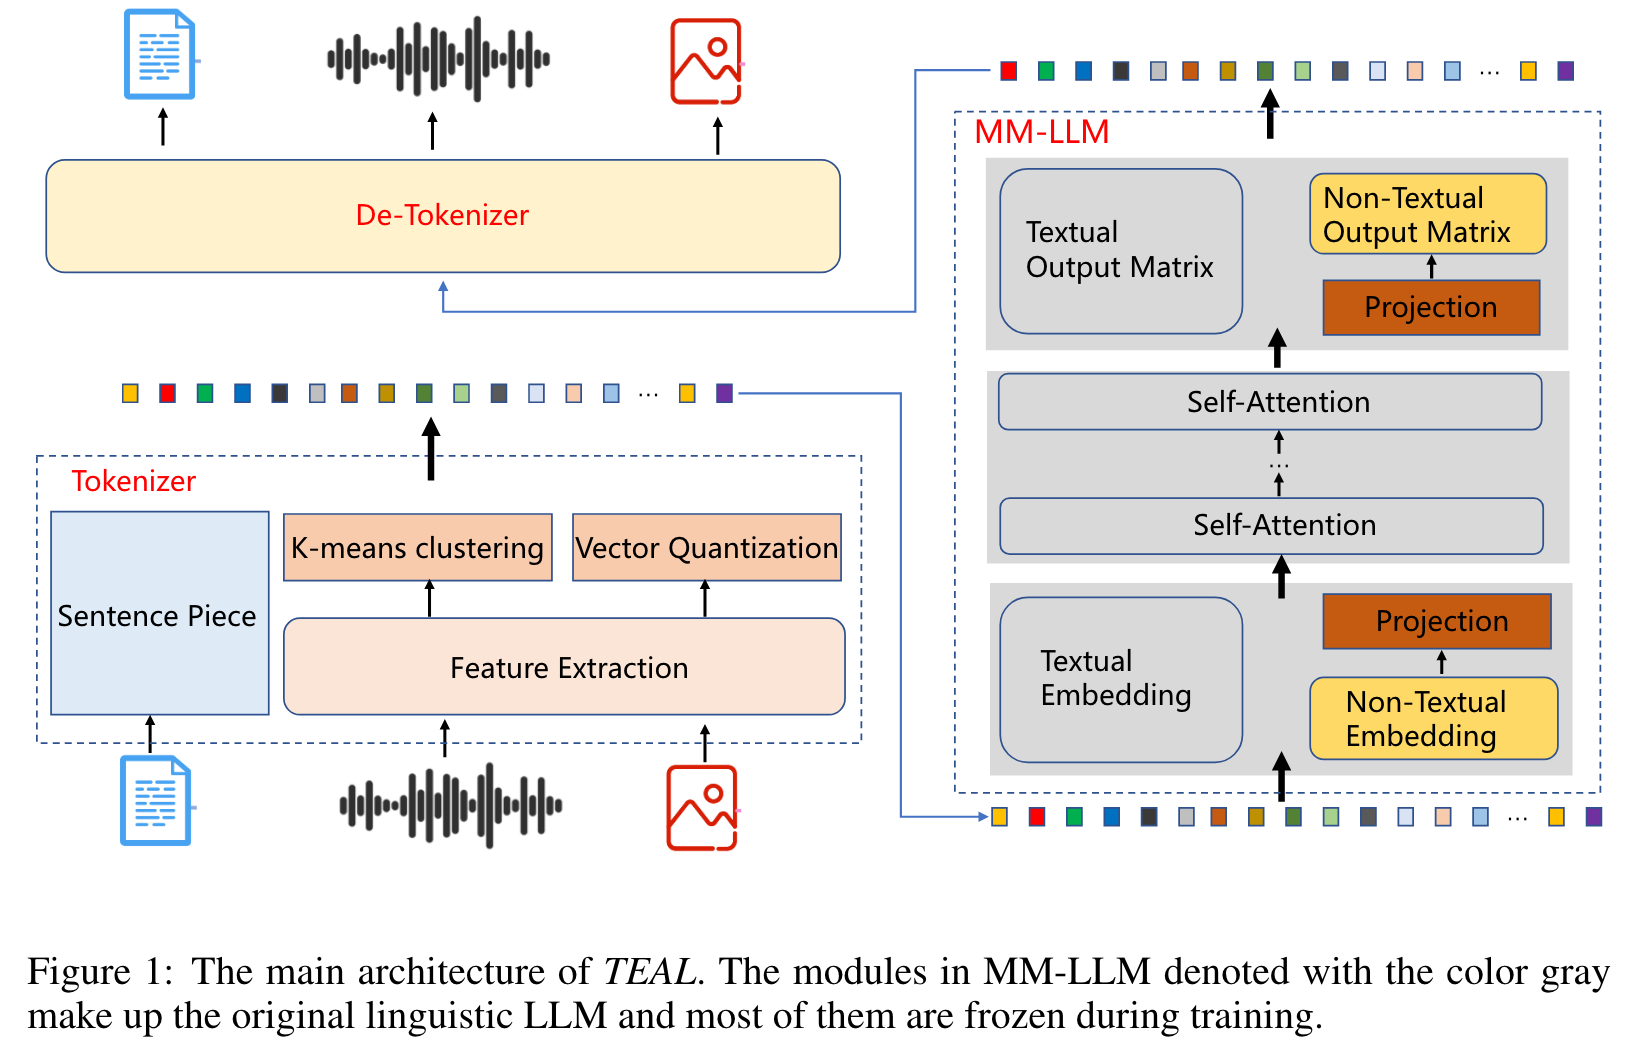 De-Tokenizer
...
Tokenizer
Sentence Piece
K-means clustering
Vector Quantization
Feature Extraction
...
MM-LLM
Textual
Output Matrix
Non-Textual
Output Matrix
Projection
Self-Attention
...
Self-Attention
Textual
Embedding
Projection
Non-Textual
Embedding
...
Figure 1: The main architecture of TEAL. The modules in MM-LLM denoted with the color gray
make up the original linguistic LLM and most of them are frozen during training.